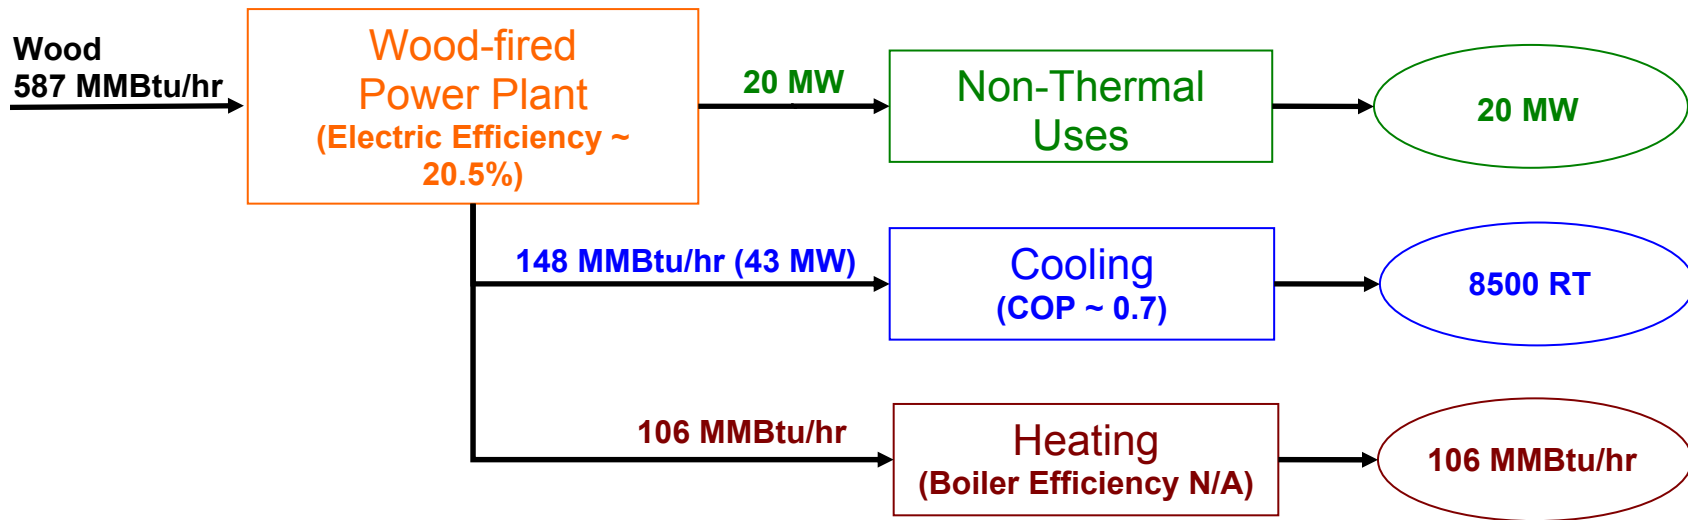 Wood
587 MMBtu/hr
Wood-fired
Power Plant
(Electric Efficiency ~
20.5%)
20 MW
Non-Thermal
Uses
20 MW
148 MMBtu/hr (43 MW)
Cooling
(COP ~ 0.7)
8500 RT
106 MMBtu/hr
Heating
(Boiler Efficiency N/A)
106 MMBtu/hr